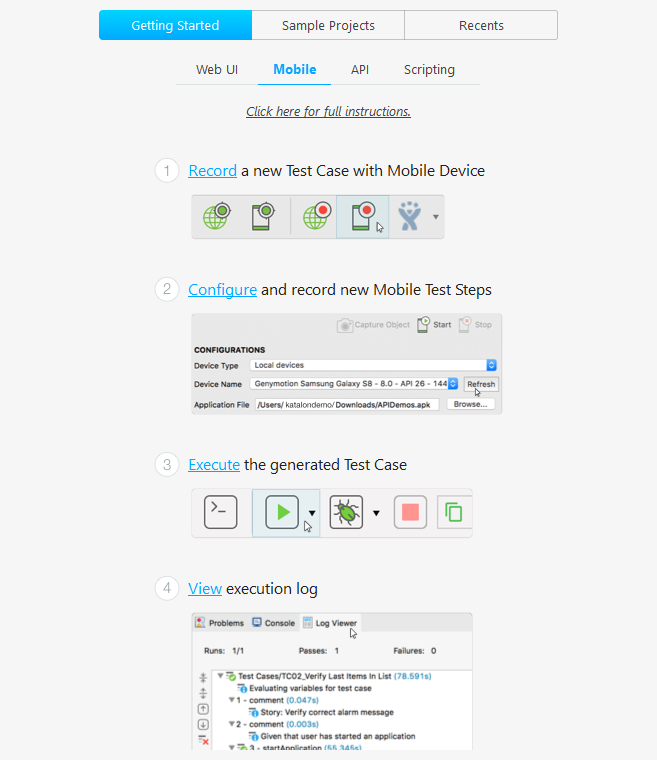 Getting Started Sample Projects Recents
Web UI Mobile API Scripting
Click here for full instructions.
1 Record a new Test Case with Mobile Device
2 Configure and record new Mobile Test Steps
Capture Object Start Stop
CONFIGURATIONS
Device Type Local devices
Device Name Genymotion Samsung Galaxy S8 - 8.0 - API 26 - 144 Refresh
Application File /Users/ katalondemo/ Downloads/APIDemos.apk Browse...
3 Execute the generated Test Case
4 View execution log
Problems Console Log Viewer
Runs: 1/1 Passes: 1 Failures: 0
Test Cases/TC02_Verify Last Items In List (78.591s)
Evaluating variables for test case
1 - comment (0.047s)
Story: Verify correct alarm message
2 - comment (0.003s)
Given that user has started an application
3 - startApplication (55.345s)